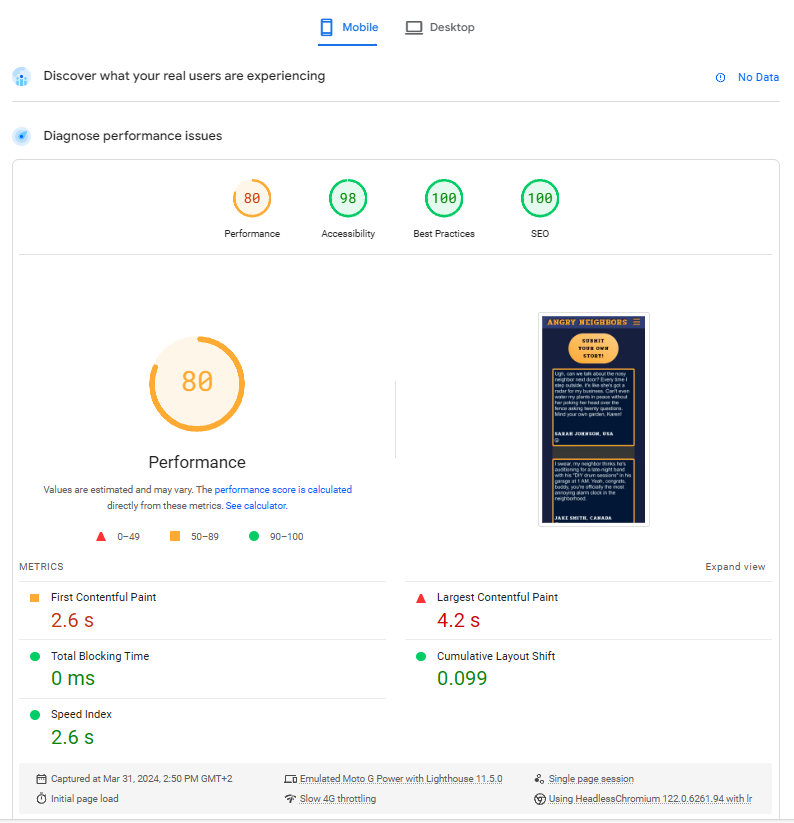 Mobile
Desktop
Discover what your real users are experiencing
No Data
Diagnose performance issues
80
98
100
100
Performance
Accessibility
Best Practices
SEO
80
Performance
Values are estimated and may vary. The performance score is calculated
directly from these metrics. See calculator.
0–49
50–89
90–100
ANGRY NEIGHBORS
SUBMIT
YOUR OWN
STORY!
Ugh, can we talk about the nosy
neighbor next door? Every time I
step outside, it's like she's got a
radar for my business. Can't even
water my plants in peace without
her poking her head over the
fence asking twenty questions.
Mind your own garden, Karen!
SARAH JOHNSON, USA
I swear, my neighbor thinks he's
auditioning for a late-night band
with his "DIY drum sessions" in his
garage at 1 AM. Yeah, congrats,
buddy, you're officially the most
annoying alarm clock in the
neighborhood.
JAKE SMITH, CANADA
METRICS
Expand view
First Contentful Paint
2.6 s
Largest Contentful Paint
4.2 s
Total Blocking Time
0 ms
Cumulative Layout Shift
0.099
Speed Index
2.6 s
Captured at Mar 31, 2024, 2:50 PM GMT+2
Emulated Moto G Power with Lighthouse 11.5.0
Single page session
Initial page load
Slow 4G throttling
Using HeadlessChromium 122.0.6261.94 with lr